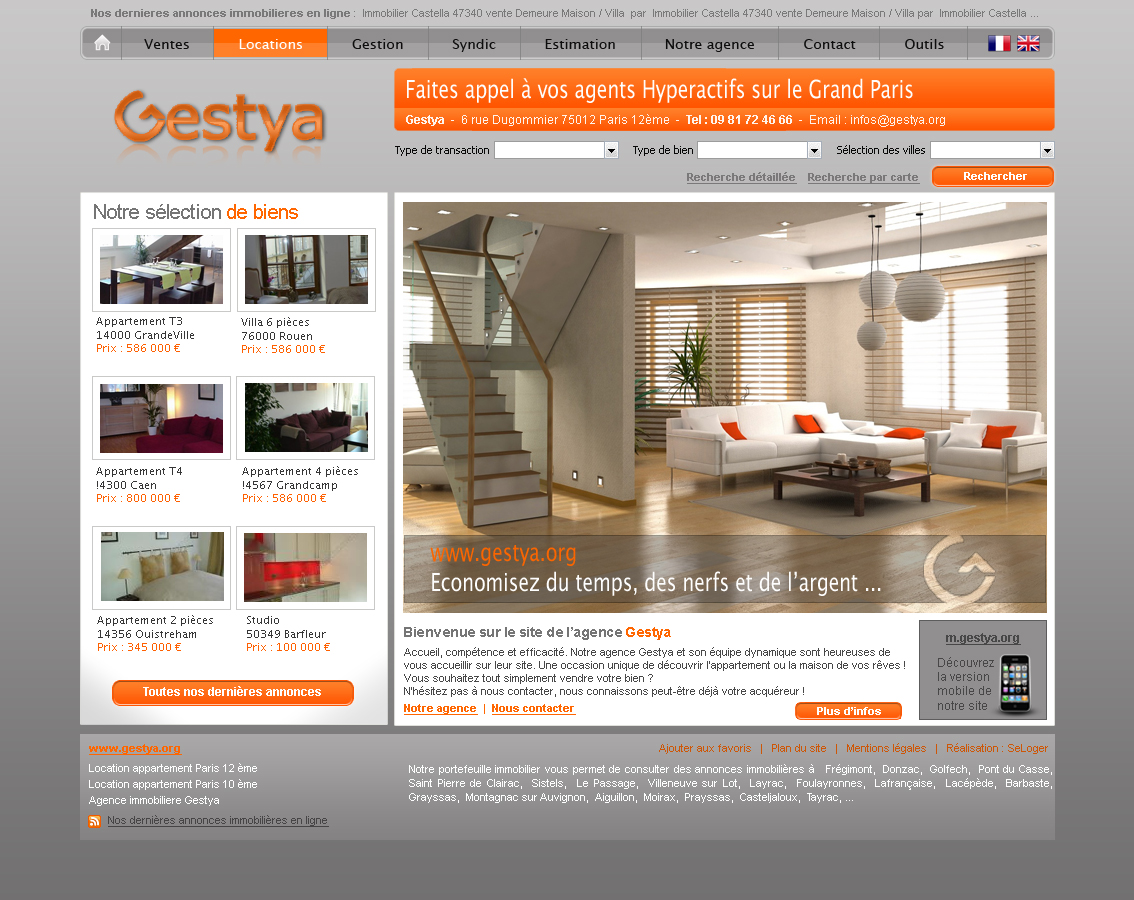 Nos dernieres annonces immobilieres en ligne : Immobilier Castella 47340 vente Demeure Maison / Villa par Immobilier Castella 47340 vente Demeure Maison / Villa par Immobilier Castella ...
Ventes Locations Gestion Syndic Estimation Notre agence Contact Outils
Gestya
Faites appel à vos agents Hyperactifs sur le Grand Paris
Gestya - 6 rue Dugommier 75012 Paris 12ème - Tel : 09 81 72 46 66 - Email : infos@gestya.org
Type de transaction Type de bien Sélection des villes
Recherche détaillée Recherche par carte Rechercher
Notre sélection de biens
Appartement T3
14000 GrandeVille
Prix : 586 000 €
Villa 6 pièces
76000 Rouen
Prix : 586 000 €
Appartement T4
!4300 Caen
Prix : 800 000 €
Appartement 4 pièces
!4567 Grandcamp
Prix : 586 000 €
Appartement 2 pièces
14356 Ouistreham
Prix : 345 000 €
Studio
50349 Barfleur
Prix : 100 000 €
Toutes nos dernières annonces
www.gestya.org
Economisez du temps, des nerfs et de l'argent ...
Bienvenue sur le site de l'agence Gestya
Accueil, compétence et efficacité. Notre agence Gestya et son équipe dynamique sont heureuses de
vous accueillir sur leur site. Une occasion unique de découvrir l'appartement ou la maison de vos rêves !
Vous souhaitez tout simplement vendre votre bien ?
N'hésitez pas à nous contacter, nous connaissons peut-être déjà votre acquéreur !
Notre agence | Nous contacter
Plus d'infos
m.gestya.org
Découvrez
la version
mobile de
notre site
www.gestya.org
Location appartement Paris 12 ème
Location appartement Paris 10 ème
Agence immobiliere Gestya
Nos dernières annonces immobilières en ligne
Ajouter aux favoris | Plan du site | Mentions légales | Réalisation : SeLoger
Notre portefeuille immobilier vous permet de consulter des annonces immobilières à Frégimont, Donzac, Golfech, Pont du Casse,
Saint Pierre de Clairac, Sistels, Le Passage, Villeneuve sur Lot, Layrac, Foulayronnes, Lafrançaise, Lacépède, Barbaste,
Grayssas, Montagnac sur Auvignon, Aiguillon, Moirax, Prayssas, Casteljaloux, Tayrac, ...